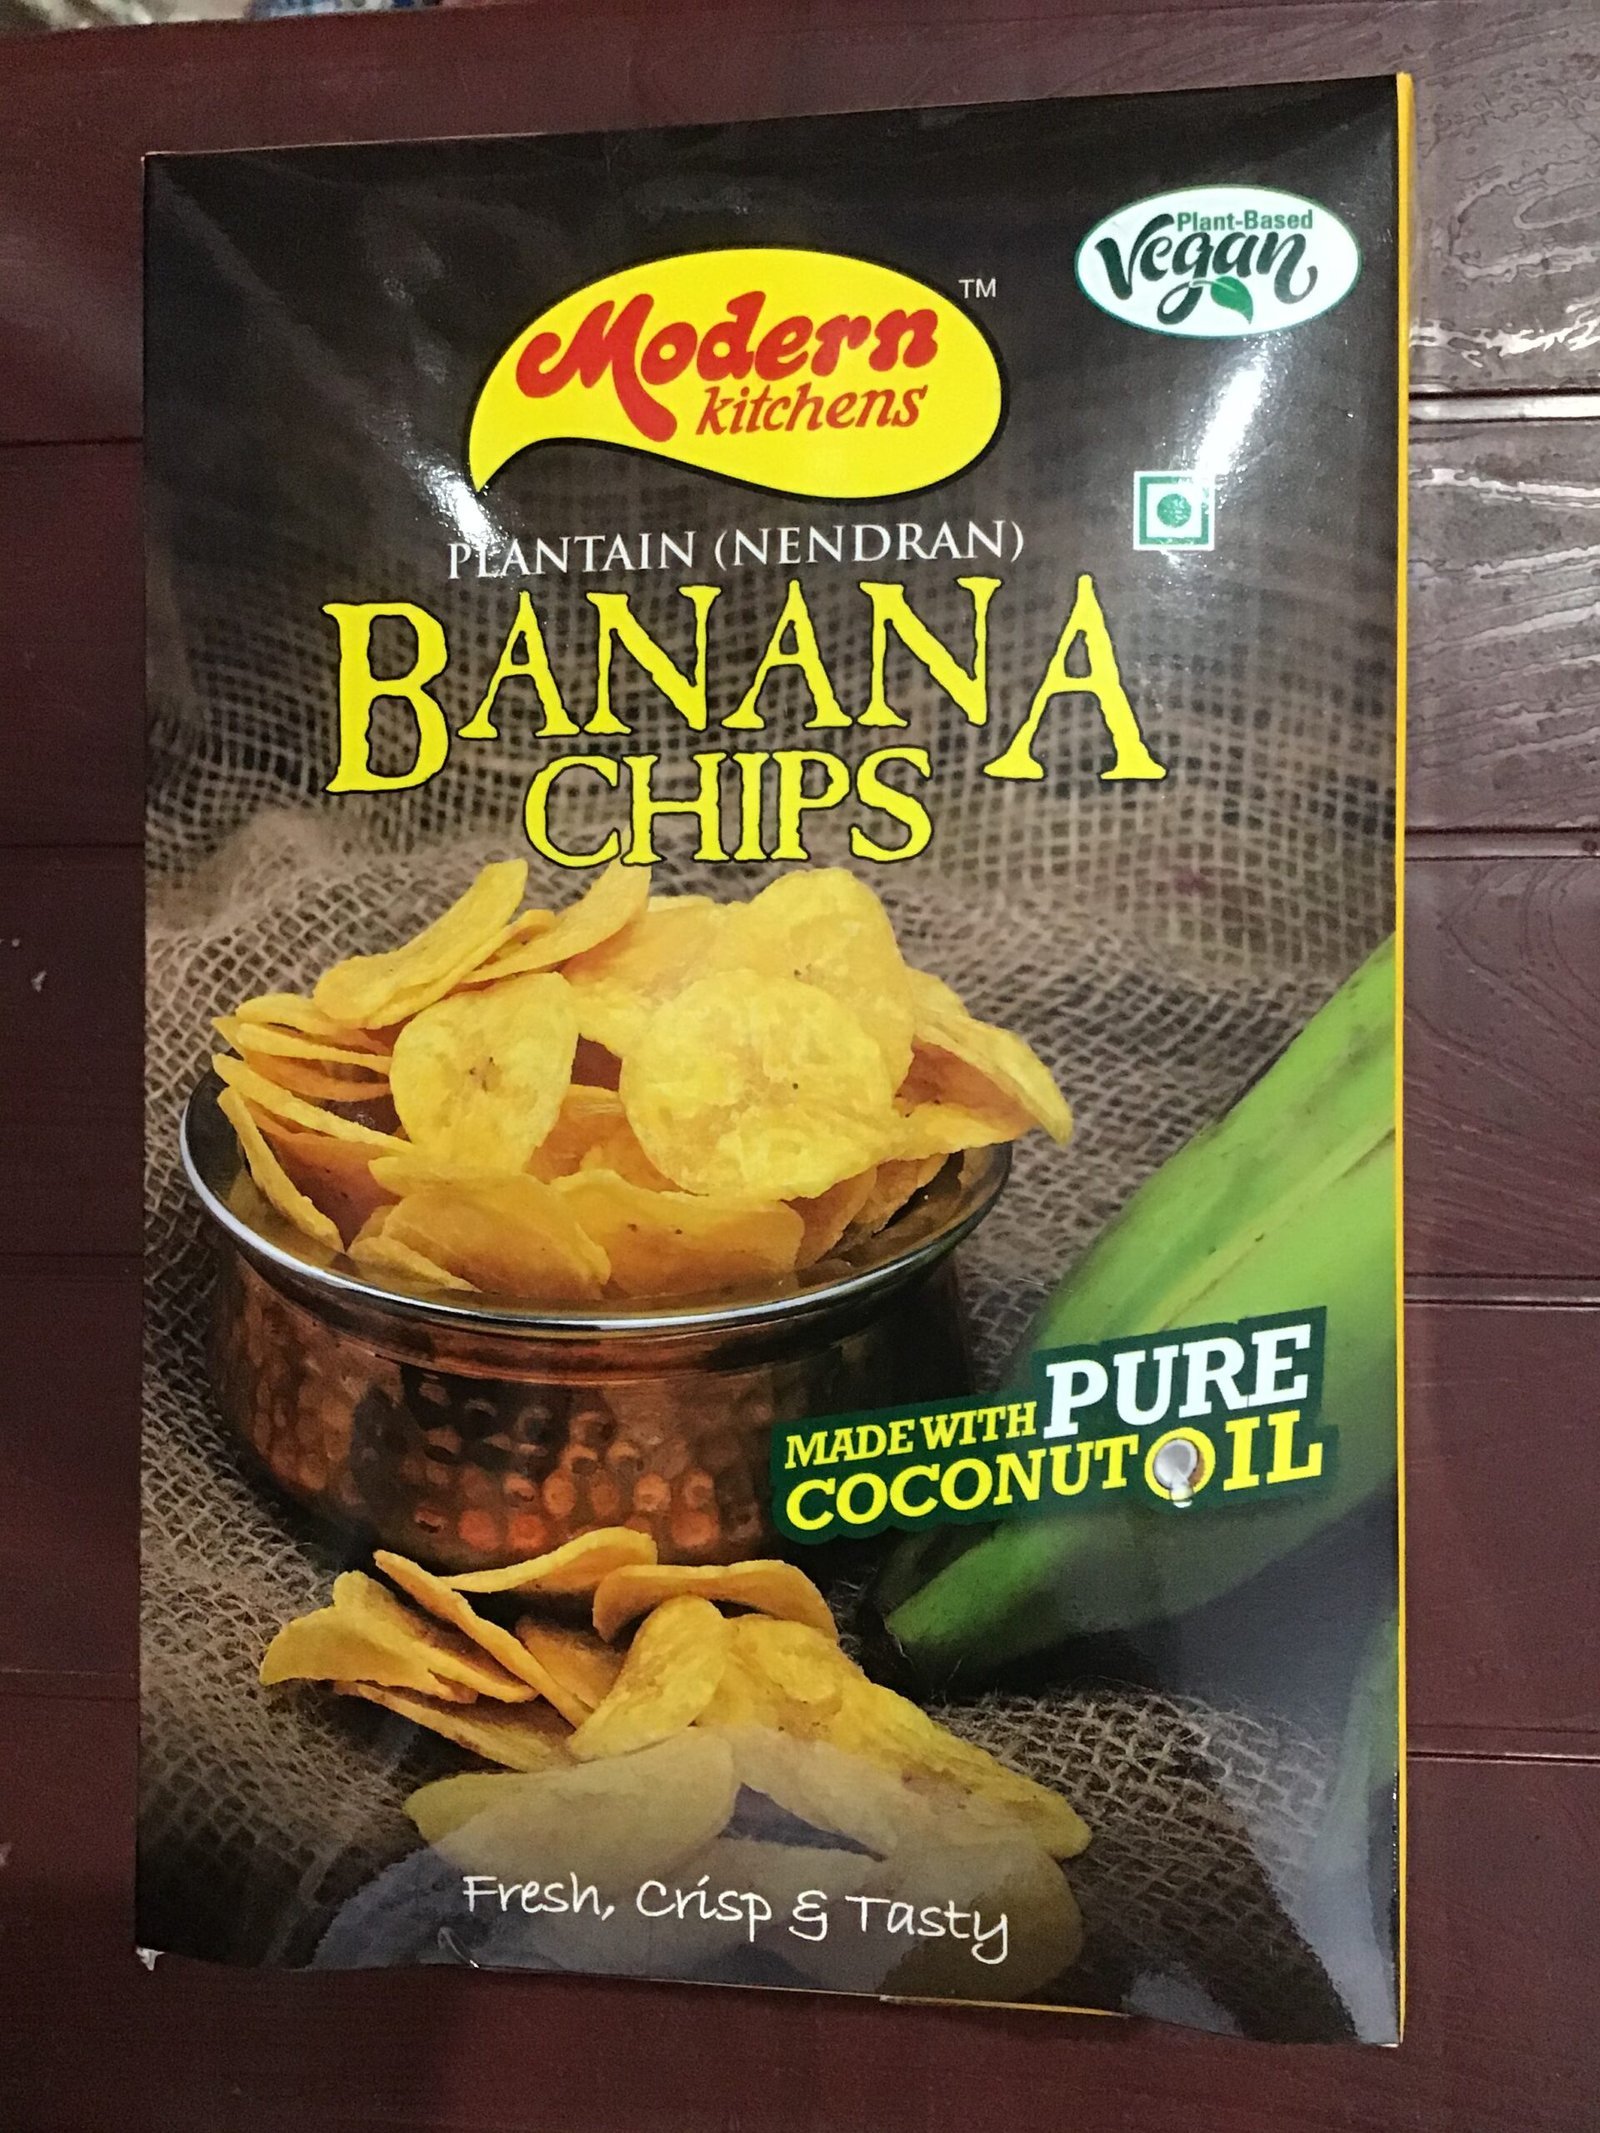 Plant-Based
Vegan
Modern TM
kitchens
PLANTAIN (NENDRAN)
BANANA
CHIPS
MADE WITH PURE
COCONUT OIL
Fresh, Crisp & Tasty